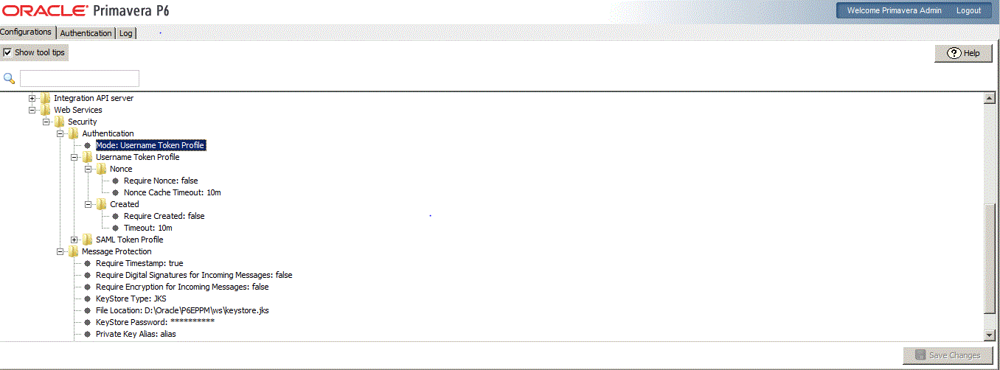 ORACLE® Primavera P6
Welcome Primavera Admin Logout
Configurations Authentication Log
Show tool tips
Help
Integration API server
Web Services
Security
Authentication
Mode: Username Token Profile
Username Token Profile
Nonce
Require Nonce: false
Nonce Cache Timeout: 10m
Created
Require Created: false
Timeout: 10m
SAML Token Profile
Message Protection
Require Timestamp: true
Require Digital Signatures for Incoming Messages: false
Require Encryption for Incoming Messages: false
KeyStore Type: JKS
File Location: D:\Oracle\P6EPPM\ws\keystore.jks
KeyStore Password: **********
Private Key Alias: alias
Save Changes